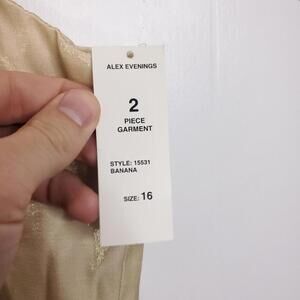 ALEX EVENINGS
2
PIECE
GARMENT
STYLE: 15531
BANANA
SIZE: 16